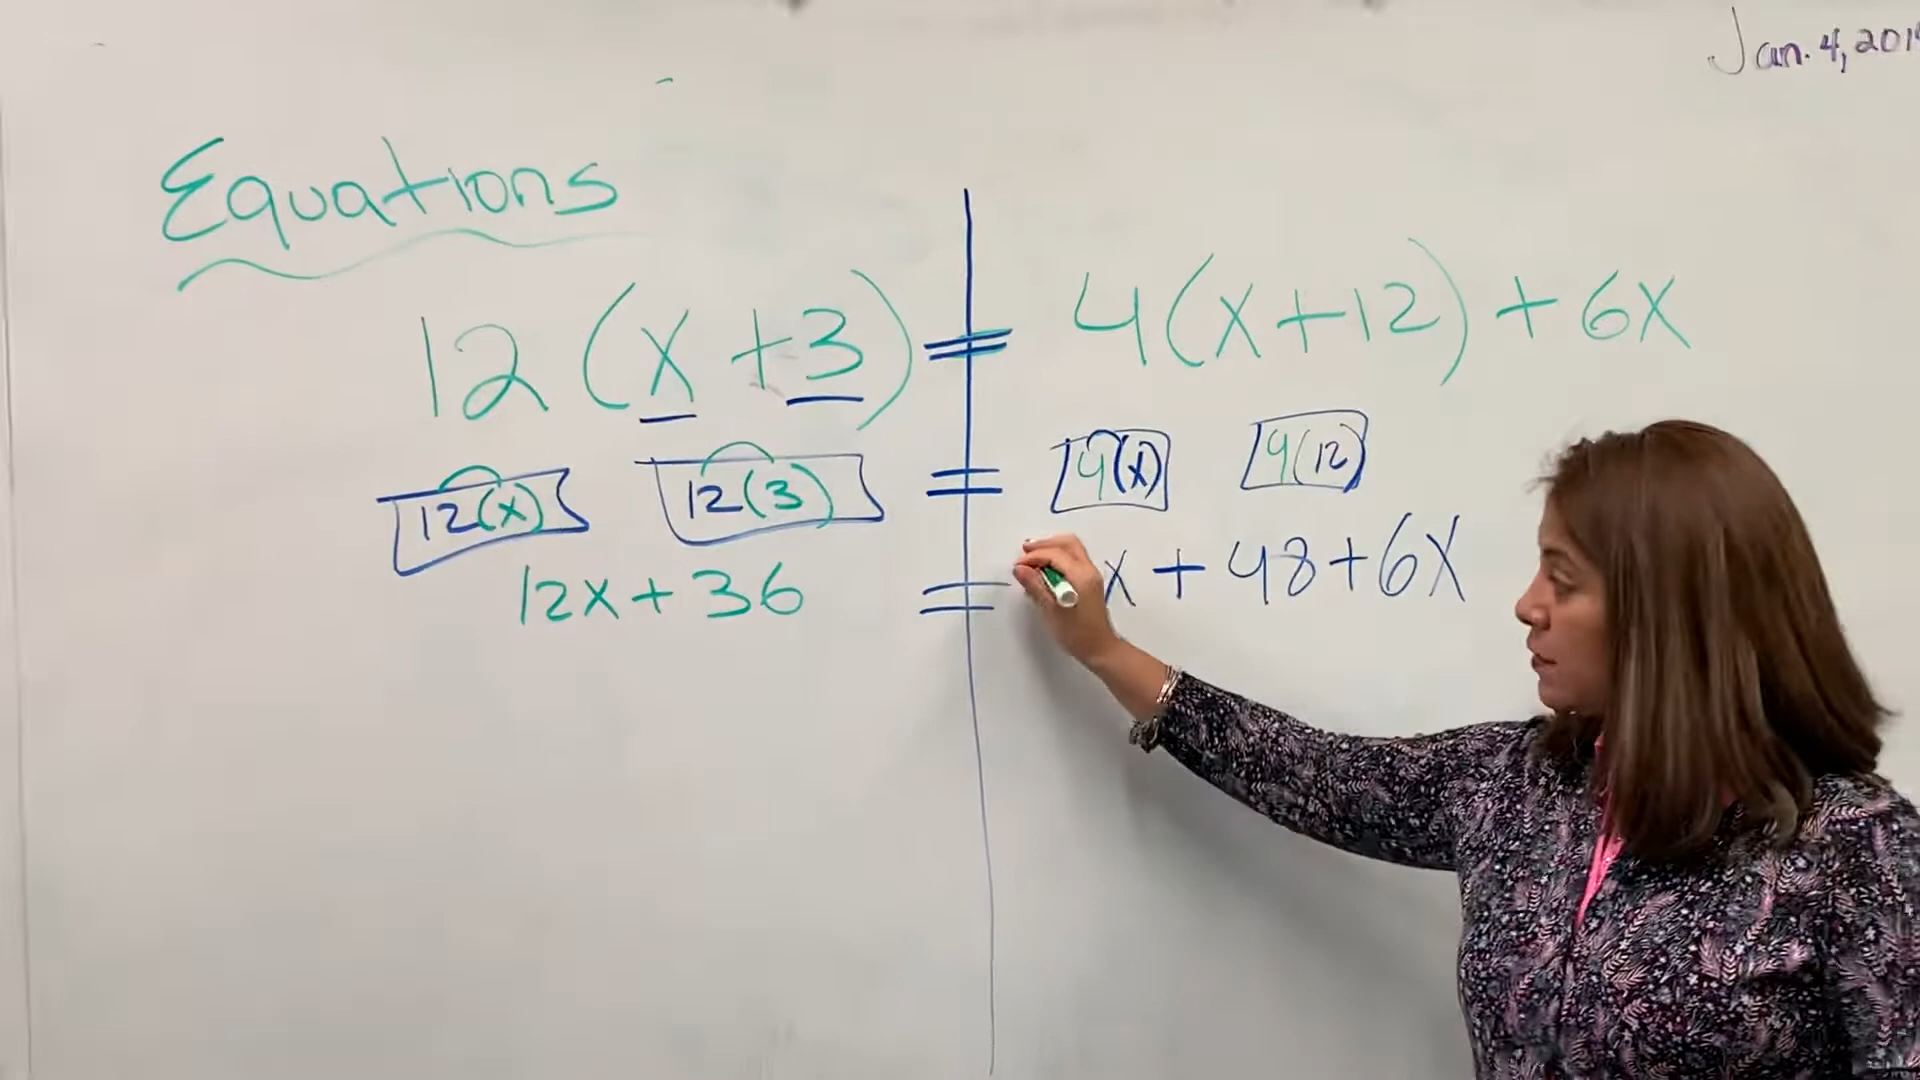 Jan. 4, 201
Equations
12 (x + 3) = 4(x+12) + 6x
12(x) 12(3) = 4(x) 4(12)
12x + 36 = x + 48 + 6x